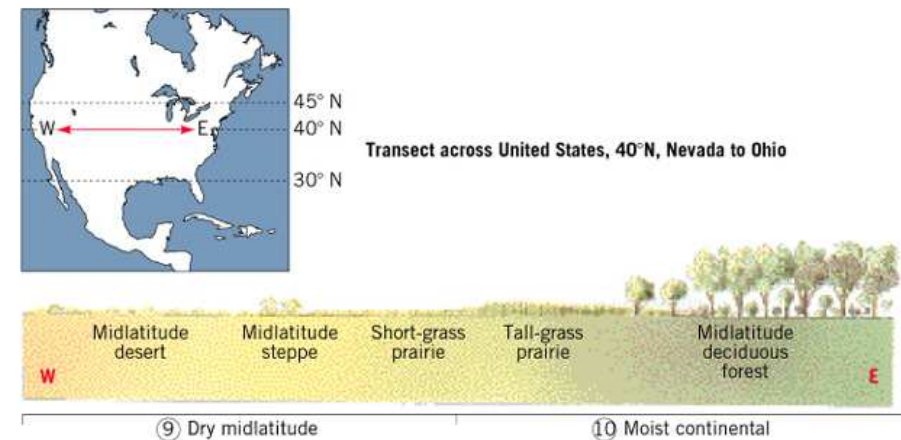 45° N
W E 40° N
30° N
Transect across United States, 40°N, Nevada to Ohio
Midlatitude desert
Midlatitude steppe
Short-grass prairie
Tall-grass prairie
Midlatitude deciduous forest
W E
⑨ Dry midlatitude
⑩ Moist continental